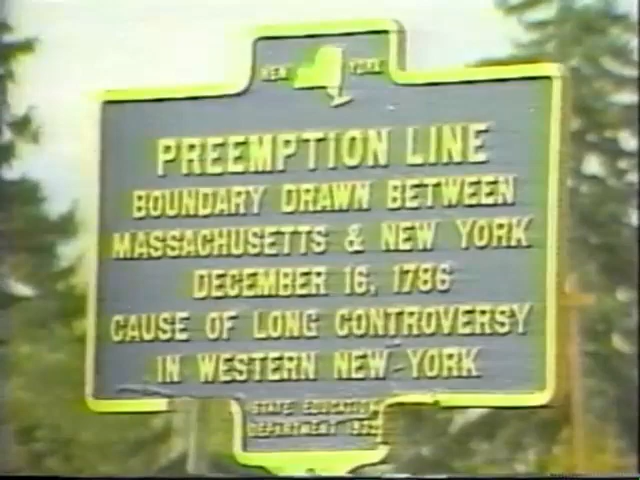 NEW YORK
PREEMPTION LINE
BOUNDARY DRAWN BETWEEN
MASSACHUSETTS & NEW YORK
DECEMBER 16, 1786
CAUSE OF LONG CONTROVERSY
IN WESTERN NEW YORK
STATE EDUCATION
DEPARTMENT